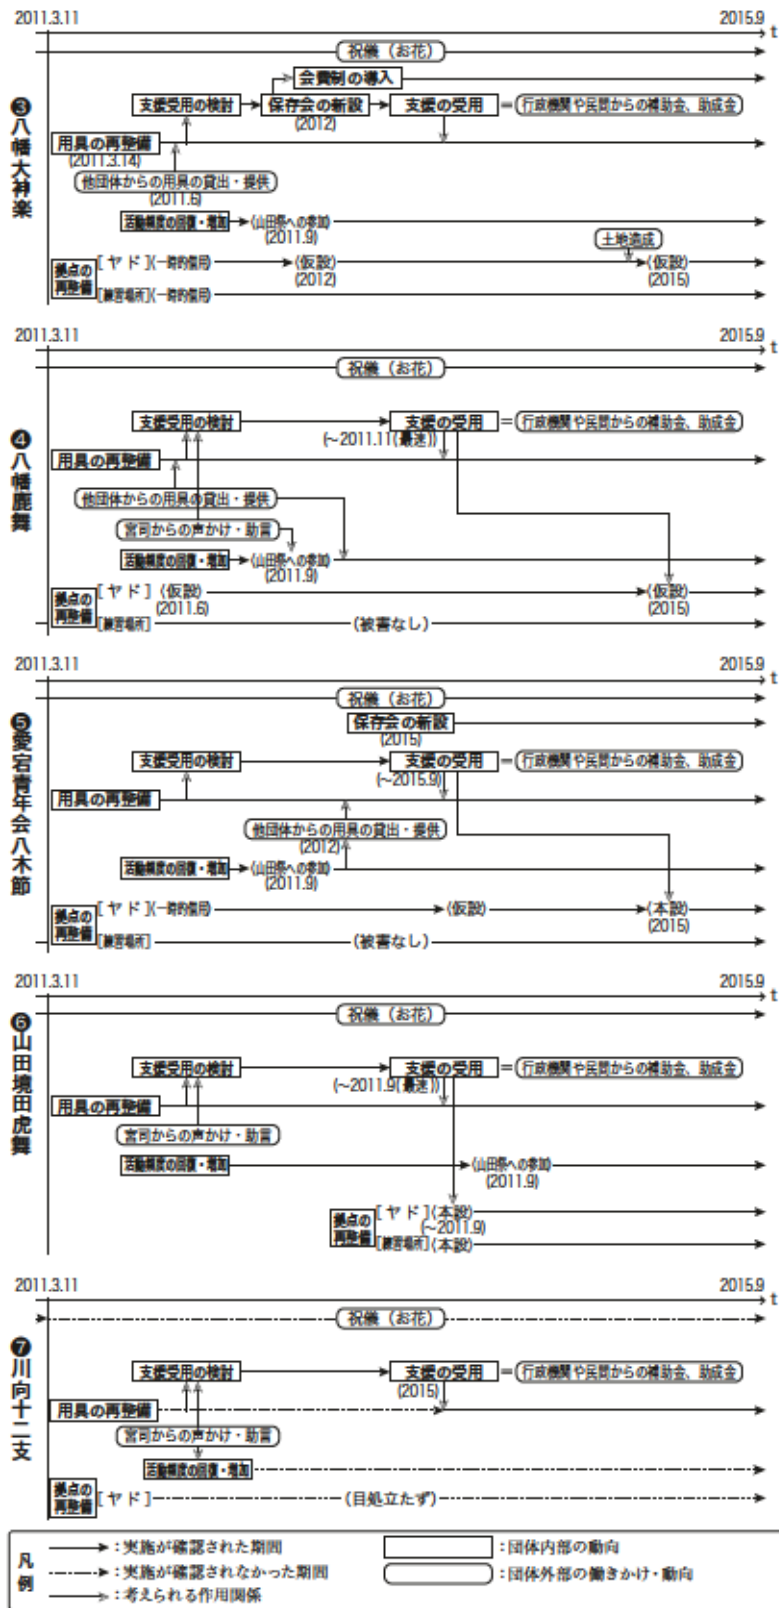 2011.3.11 2015.9
t
祝儀（お花）
会費制の導入
支援受用の検討 保存会の新設 支援の受用 ＝ 行政機関や民間からの補助金、助成金
(2012)
用具の再整備
(2011.3.14)
他団体からの用具の貸出・提供
(2011.6)
活動頻度の回復・増加 〈山田祭への参加〉
(2011.9)
土地造成
拠点の再整備 [ ヤド ]〈一時的借用〉 〈仮設〉 〈仮設〉
(2012) (2015)
[練習場所]〈一時的借用〉
❸八幡大神楽
2011.3.11 2015.9
t
祝儀（お花）
支援受用の検討 支援の受用 ＝ 行政機関や民間からの補助金、助成金
(～2011.11(最速))
用具の再整備
他団体からの用具の貸出・提供
宮司からの声かけ・助言
活動頻度の回復・増加 〈山田祭への参加〉
(2011.9)
拠点の再整備 [ ヤド ] 〈仮設〉 〈仮設〉
(2011.6) (2015)
[練習場所] (被害なし)
❹八幡鹿舞
2011.3.11 2015.9
t
祝儀（お花）
保存会の新設
(2015)
支援受用の検討 支援の受用 ＝ 行政機関や民間からの補助金、助成金
(～2015.9)
用具の再整備
他団体からの用具の貸出・提供
(2012)
活動頻度の回復・増加 〈山田祭への参加〉
(2011.9)
拠点の再整備 [ ヤド ]〈一時的借用〉 〈仮設〉 〈本設〉
(2015)
[練習場所] (被害なし)
❺愛宕青年会八木節
2011.3.11 2015.9
t
祝儀（お花）
支援受用の検討 支援の受用 ＝ 行政機関や民間からの補助金、助成金
(～2011.9(最速))
用具の再整備
宮司からの声かけ・助言
活動頻度の回復・増加 〈山田祭への参加〉
(2011.9)
拠点の再整備 [ ヤド ]〈本設〉
(～2011.9)
[練習場所]〈本設〉
❻山田境田虎舞
2011.3.11 2015.9
t
祝儀（お花）
支援受用の検討 支援の受用 ＝ 行政機関や民間からの補助金、助成金
(2015)
用具の再整備
宮司からの声かけ・助言
活動頻度の回復・増加
拠点の再整備 [ ヤド ] (目処立たず)
❼川向十二支
凡例
：実施が確認された期間 ：団体内部の動向
：実施が確認されなかった期間 ：団体外部の働きかけ・動向
：考えられる作用関係